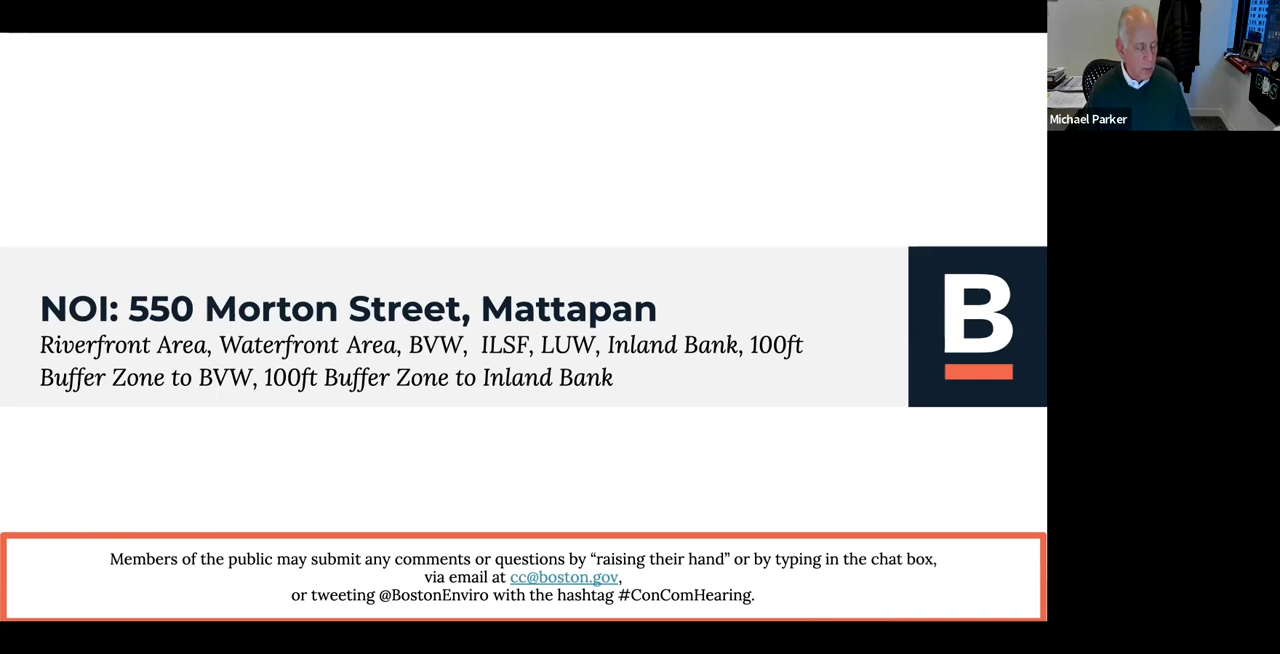 Michael Parker
NOI: 550 Morton Street, Mattapan
Riverfront Area, Waterfront Area, BVW, ILSF, LUW, Inland Bank, 100ft
Buffer Zone to BVW, 100ft Buffer Zone to Inland Bank
B
Members of the public may submit any comments or questions by “raising their hand” or by typing in the chat box,
via email at cc@boston.gov,
or tweeting @BostonEnviro with the hashtag #ConComHearing.